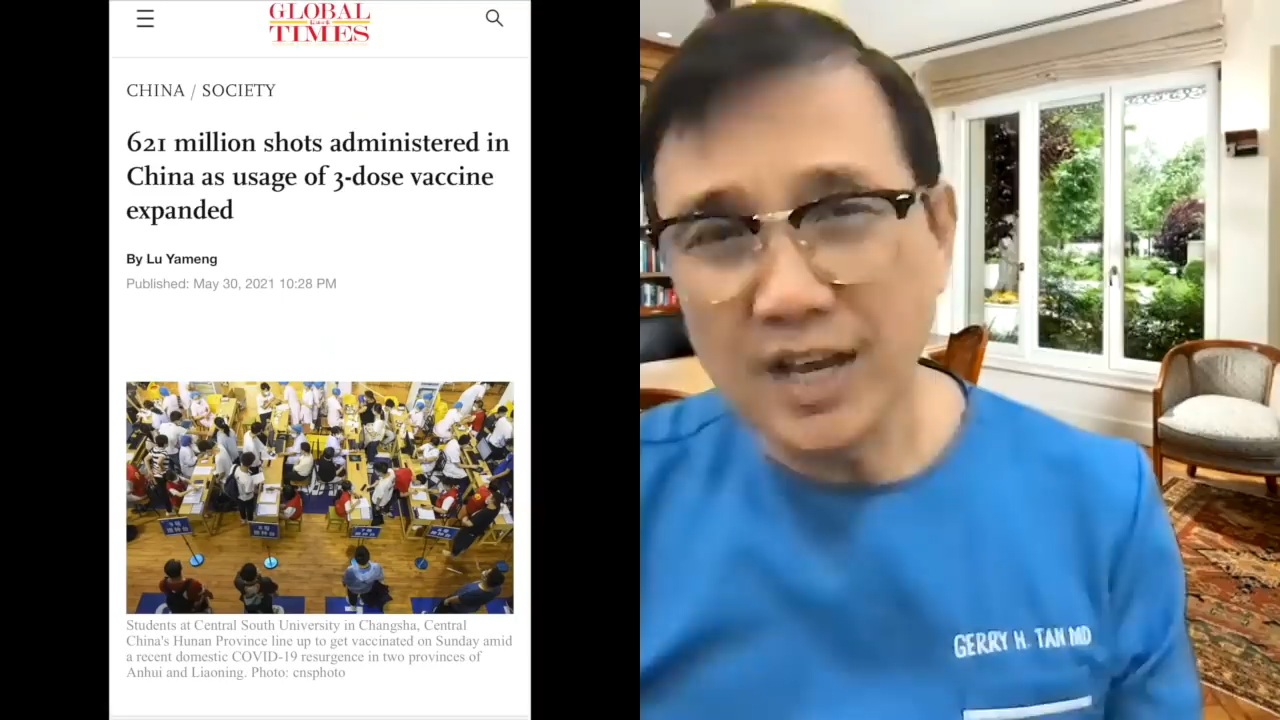 GLOBAL
TIMES
CHINA / SOCIETY
621 million shots administered in
China as usage of 3-dose vaccine
expanded
By Lu Yameng
Published: May 30, 2021 10:28 PM
Students at Central South University in Changsha, Central
China's Hunan Province line up to get vaccinated on Sunday amid
a recent domestic COVID-19 resurgence in two provinces of
Anhui and Liaoning. Photo: cnsphoto
GERRY H. TAN MD